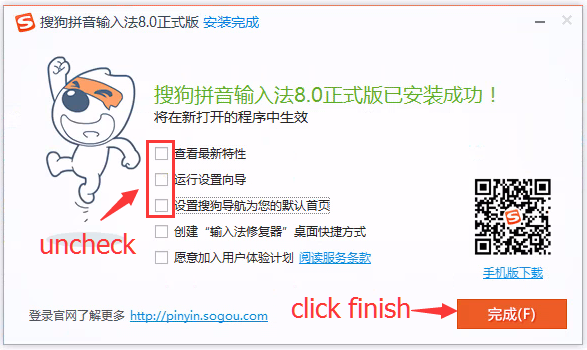 搜狗拼音输入法8.0正式版 安装完成
搜狗拼音输入法8.0正式版已安装成功！
将在新打开的程序中生效
查看最新特性
运行设置向导
设置搜狗导航为您的默认首页
创建“输入法修复器”桌面快捷方式
愿意加入用户体验计划 阅读服务条款
uncheck
手机版下载
click finish
登录官网了解更多 http://pinyin.sogou.com
完成(F)